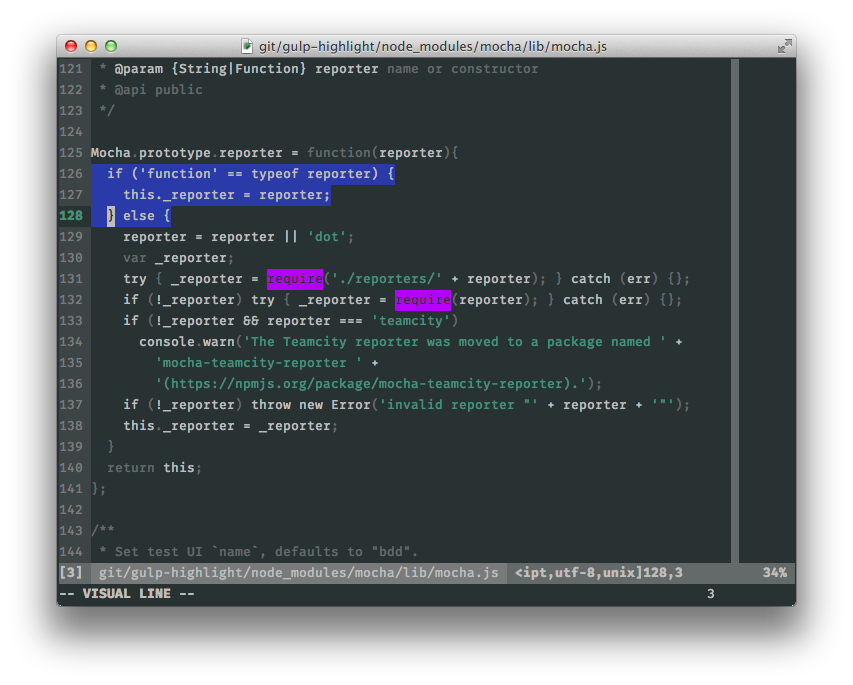 git/gulp-highlight/node_modules/mocha/lib/mocha.js
121  * @param {String|Function} reporter name or constructor
122  * @api public
123  */
124
125 Mocha.prototype.reporter = function(reporter){
126   if ('function' == typeof reporter) {
127     this._reporter = reporter;
128   } else {
129     reporter = reporter || 'dot';
130     var _reporter;
131     try { _reporter = require('./reporters/' + reporter); } catch (err) {};
132     if (!_reporter) try { _reporter = require(reporter); } catch (err) {};
133     if (!_reporter && reporter === 'teamcity')
134       console.warn('The Teamcity reporter was moved to a package named ' +
135         'mocha-teamcity-reporter ' +
136         '(https://npmjs.org/package/mocha-teamcity-reporter).');
137     if (!_reporter) throw new Error('invalid reporter "' + reporter + '"');
138     this._reporter = _reporter;
139   }
140   return this;
141 };
142
143 /**
144  * Set test UI `name`, defaults to "bdd".
[3] git/gulp-highlight/node_modules/mocha/lib/mocha.js <ipt,utf-8,unix]128,3 34%
-- VISUAL LINE -- 3